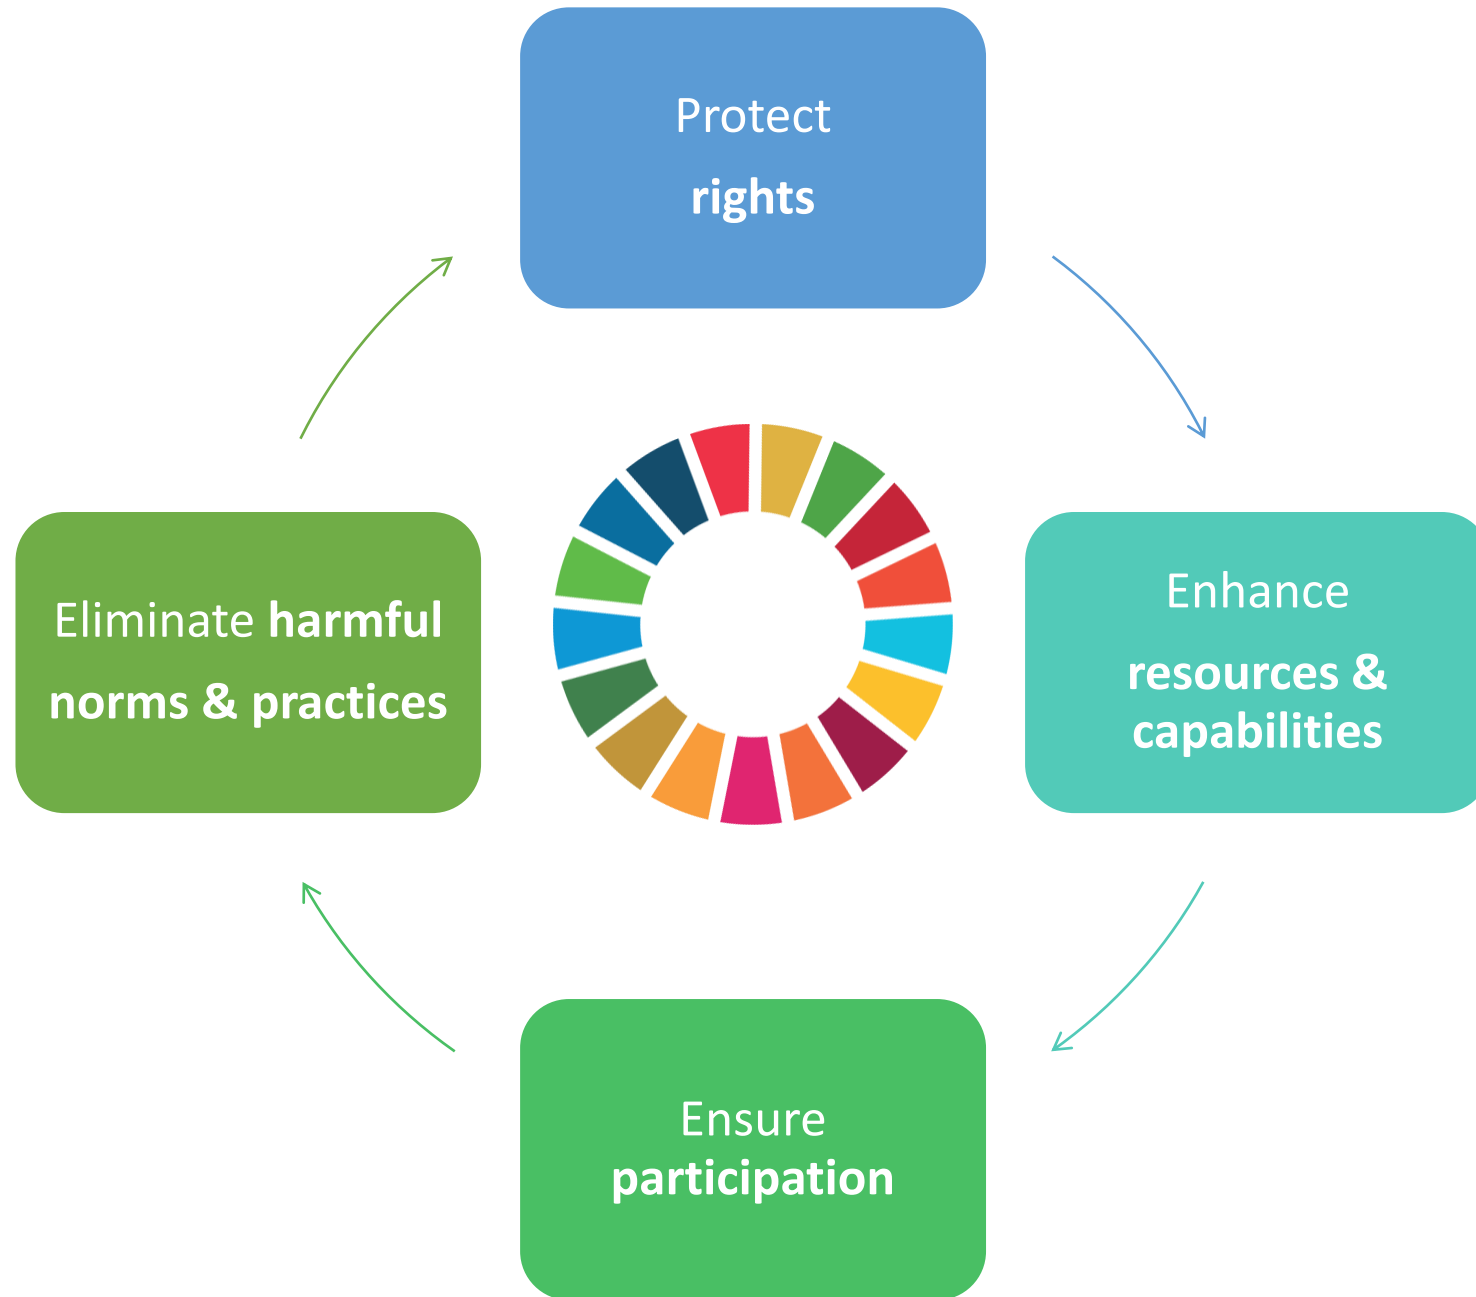 Protect
rights
Eliminate harmful
norms & practices
Enhance
resources &
capabilities
Ensure
participation